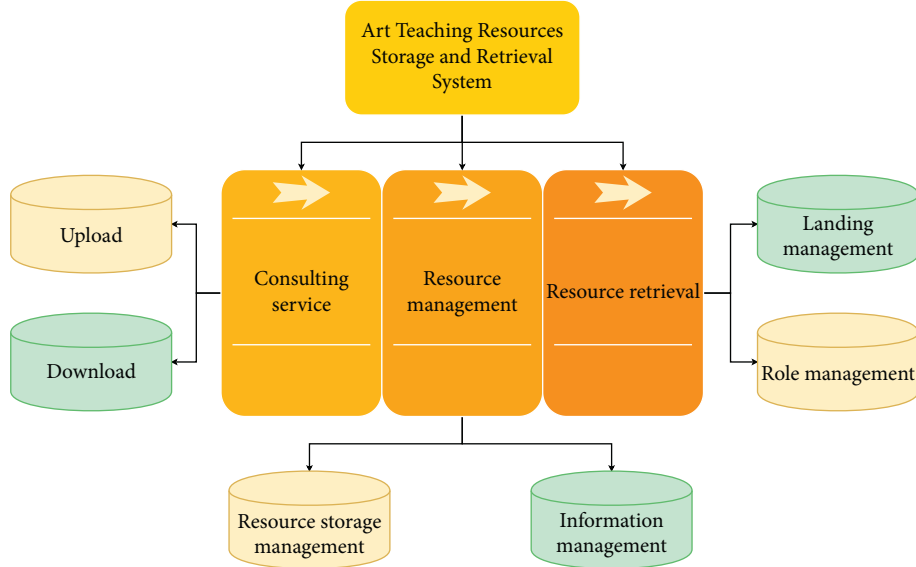 Art Teaching Resources
Storage and Retrieval
System
Upload
Download
Consulting
service
Resource
management
Resource retrieval
Landing
management
Role management
Resource storage
management
Information
management